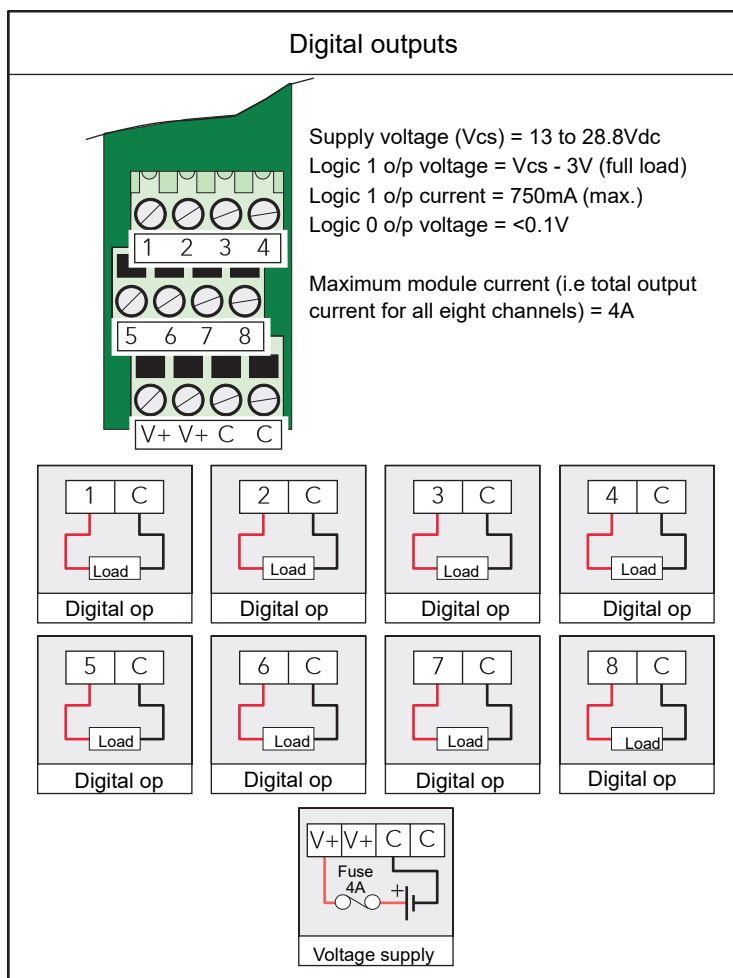 Digital outputs
Supply voltage (Vcs) = 13 to 28.8Vdc
Logic 1 o/p voltage = Vcs - 3V (full load)
Logic 1 o/p current = 750mA (max.)
Logic 0 o/p voltage = <0.1V
Maximum module current (i.e total output
current for all eight channels) = 4A
1 2 3 4
5 6 7 8
V+ V+ C C
1 C
Load
Digital op
2 C
Load
Digital op
3 C
Load
Digital op
4 C
Load
Digital op
5 C
Load
Digital op
6 C
Load
Digital op
7 C
Load
Digital op
8 C
Load
Digital op
V+ V+ C C
Fuse
4A
+
Voltage supply